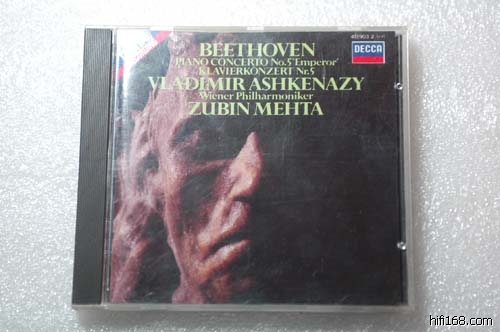 BEETHOVEN
PIANO CONCERTO No.5 'Emperor'
KLAVIERKONZERT Nr.5
VLADIMIR ASHKENAZY
Wiener Philharmoniker
ZUBIN MEHTA
DECCA
hifi168.com